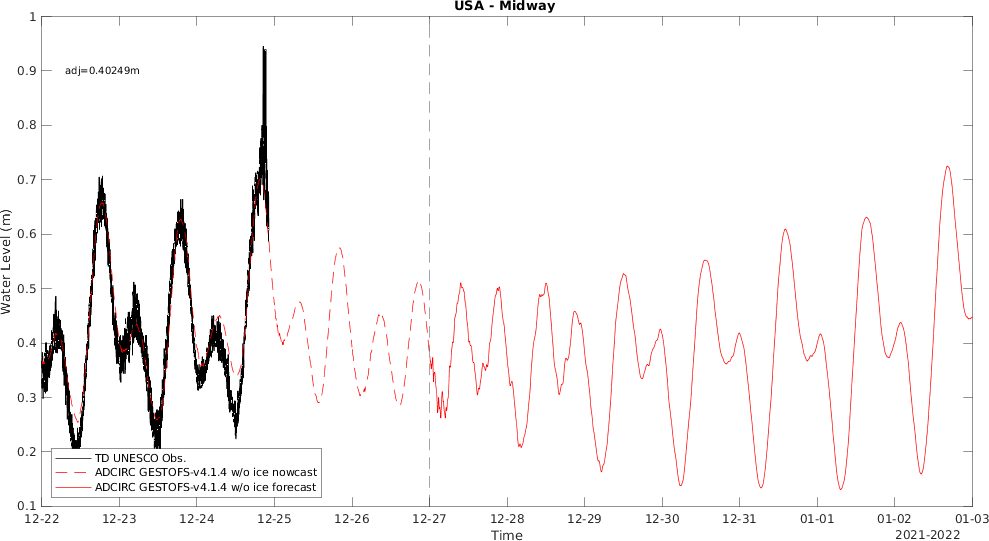 USA - Midway
adj=0.40249m
Water Level (m)
1
0.9
0.8
0.7
0.6
0.5
0.4
0.3
0.2
0.1
TD UNESCO Obs.
ADCIRC GESTOFS-v4.1.4 w/o ice nowcast
ADCIRC GESTOFS-v4.1.4 w/o ice forecast
12-22 12-23 12-24 12-25 12-26 12-27 12-28 12-29 12-30 12-31 01-01 01-02 01-03
Time
2021-2022